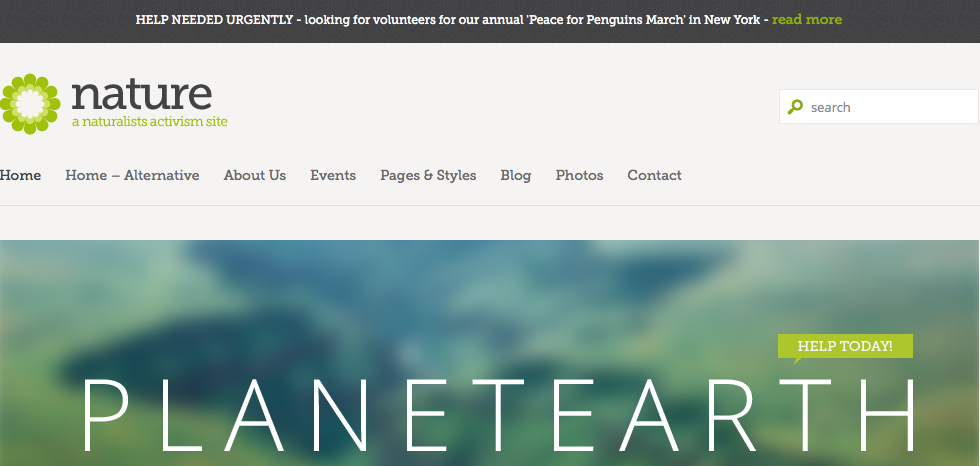 HELP NEEDED URGENTLY - looking for volunteers for our annual 'Peace for Penguins March' in New York - read more
nature
a naturalists activism site
search
Home Home – Alternative About Us Events Pages & Styles Blog Photos Contact
HELP TODAY!
PLANETEARTH